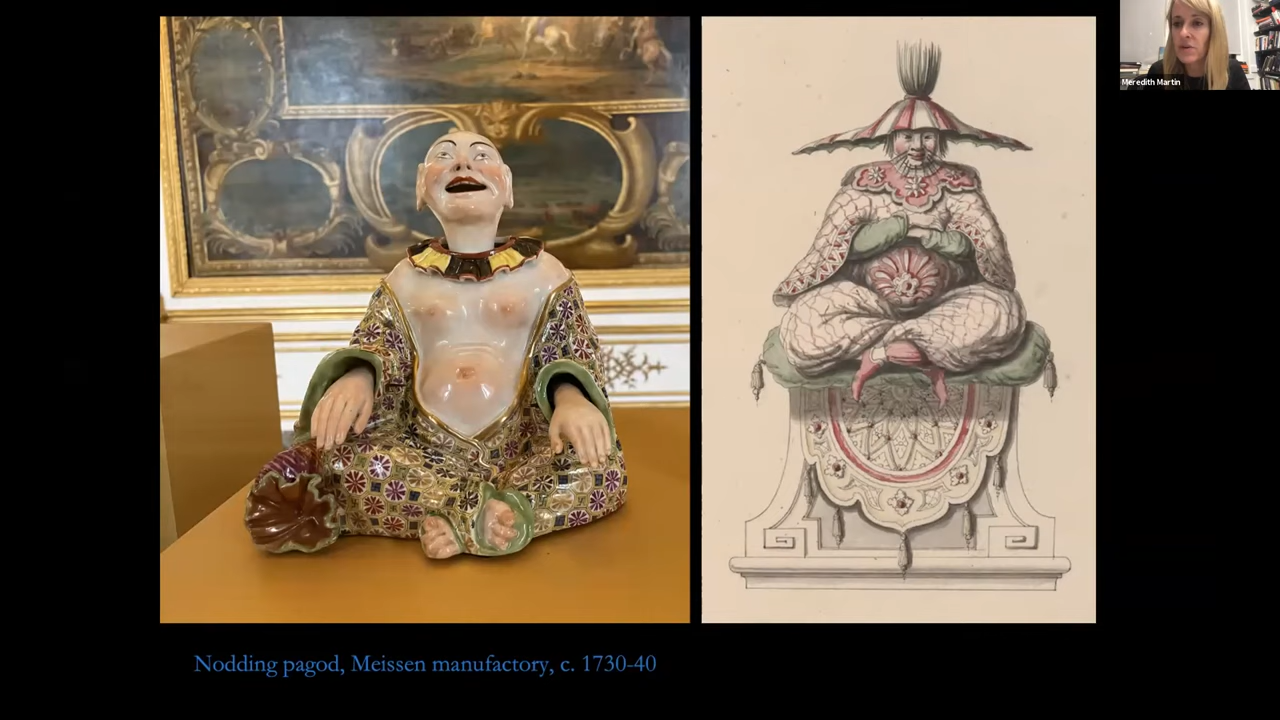 Meredith Martin
Nodding pagod, Meissen manufactory, c. 1730-40